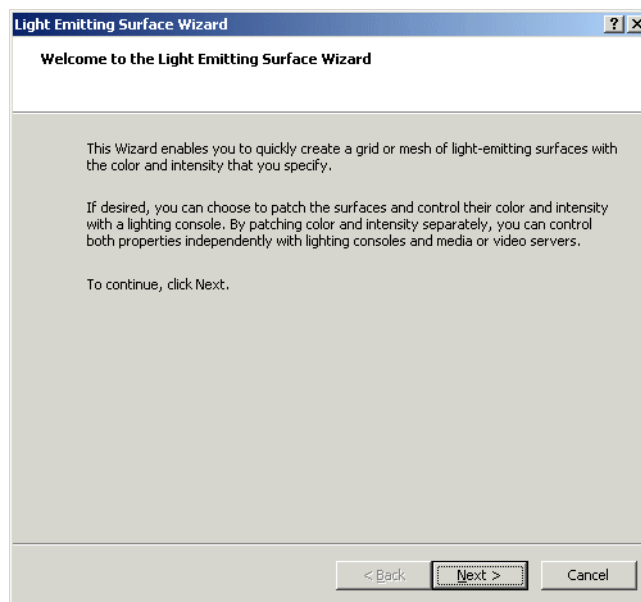 Light Emitting Surface Wizard
Welcome to the Light Emitting Surface Wizard
This Wizard enables you to quickly create a grid or mesh of light-emitting surfaces with
the color and intensity that you specify.
If desired, you can choose to patch the surfaces and control their color and intensity
with a lighting console. By patching color and intensity separately, you can control
both properties independently with lighting consoles and media or video servers.
To continue, click Next.
< Back Next > Cancel